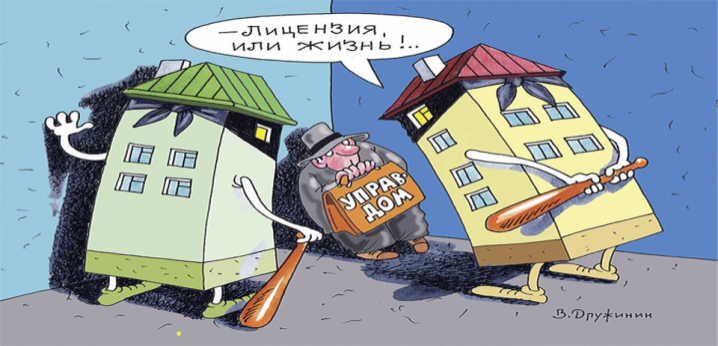 – ЛИЦЕНЗИЯ,
ИЛИ ЖИЗНЬ!..
УПРАВ-
ДОМ
В. Дружинин